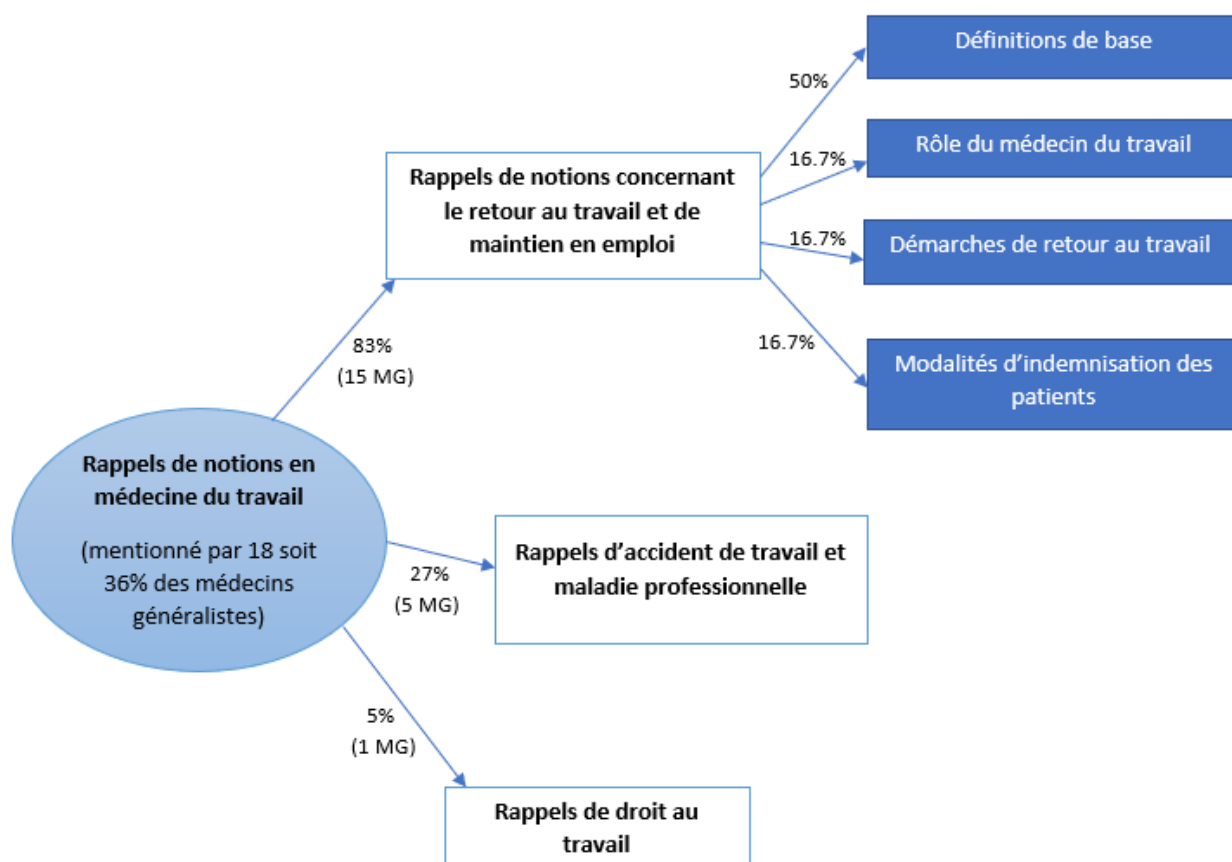 Définitions de base
50%
Rôle du médecin du travail
16.7%
Rappels de notions concernant
le retour au travail et de
maintien en emploi
16.7%
Démarches de retour au travail
16.7%
Modalités d’indemnisation des
patients
83%
(15 MG)
Rappels de notions en
médecine du travail
(mentionné par 18 soit
36% des médecins
généralistes)
27%
(5 MG)
Rappels d’accident de travail et
maladie professionnelle
5%
(1 MG)
Rappels de droit au
travail